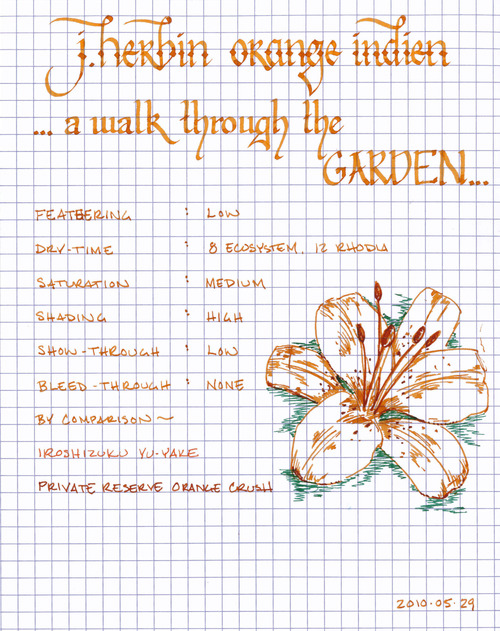 j.herbin orange indien
... a walk through the
GARDEN...
FEATHERING : LOW
DRY-TIME : 8 ECOSYSTEM, 12 RHODIA
SATURATION : MEDIUM
SHADING : HIGH
SHOW-THROUGH : LOW
BLEED-THROUGH : NONE
BY COMPARISON ~
IROSHIZUKU YU-YAKE
PRIVATE RESERVE ORANGE CRUSH
2010·05·29